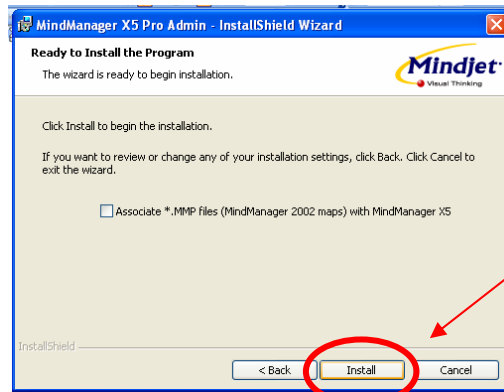 MindManager X5 Pro Admin - InstallShield Wizard
Ready to Install the Program
The wizard is ready to begin installation.
Mindjet
Visual Thinking
Click Install to begin the installation.
If you want to review or change any of your installation settings, click Back. Click Cancel to
exit the wizard.
Associate *.MMP files (MindManager 2002 maps) with MindManager X5
InstallShield
< Back
Install
Cancel